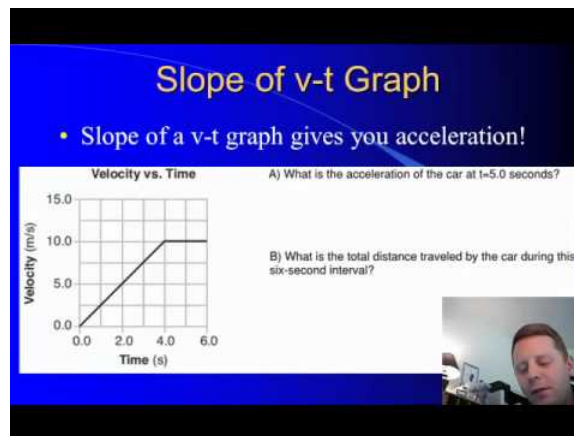 Slope of v-t Graph
• Slope of a v-t graph gives you acceleration!
Velocity vs. Time
15.0
10.0
5.0
0.0
Velocity (m/s)
0.0 2.0 4.0 6.0
Time (s)
A) What is the acceleration of the car at t=5.0 seconds?
B) What is the total distance traveled by the car during this
six-second interval?